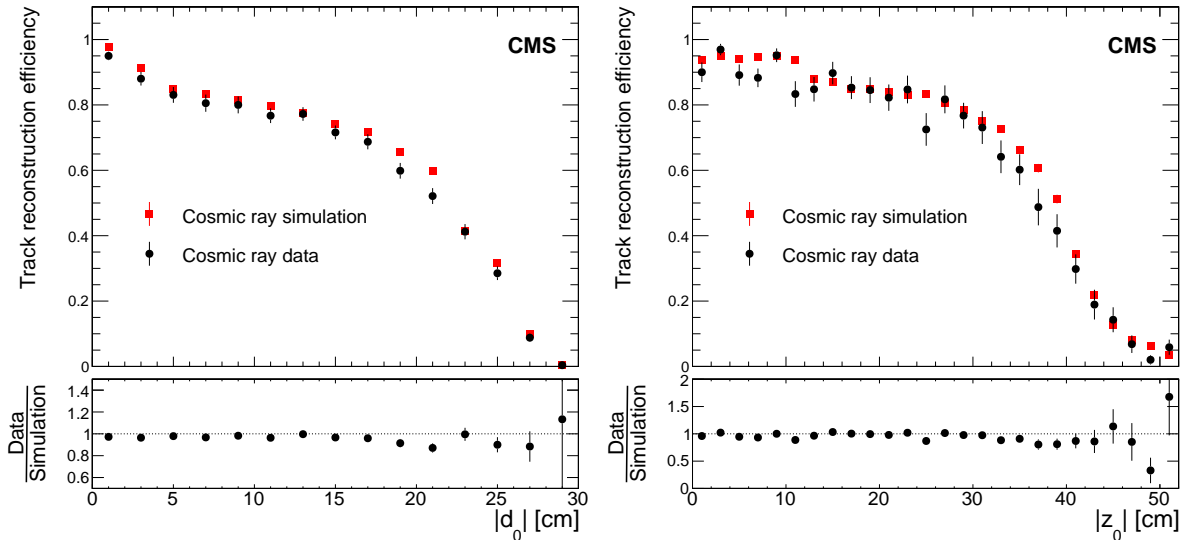 Track reconstruction efficiency
1
0.8
0.6
0.4
0.2
0
CMS
Cosmic ray simulation
Cosmic ray data
Data
Simulation
1.4
1.2
1
0.8
0.6
0 5 10 15 20 25 30
|d0| [cm]
Track reconstruction efficiency
1
0.8
0.6
0.4
0.2
0
CMS
Cosmic ray simulation
Cosmic ray data
Data
Simulation
2
1.5
1
0.5
0
0 10 20 30 40 50
|z0| [cm]